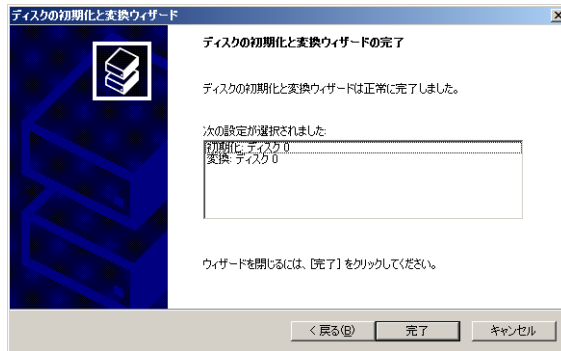 ディスクの初期化と変換ウィザード
ディスクの初期化と変換ウィザードの完了
ディスクの初期化と変換ウィザードは正常に完了しました。
次の設定が選択されました:
初期化: ディスク 0
変換: ディスク 0
ウィザードを閉じるには、[完了] をクリックしてください。
< 戻る(B)
完了
キャンセル